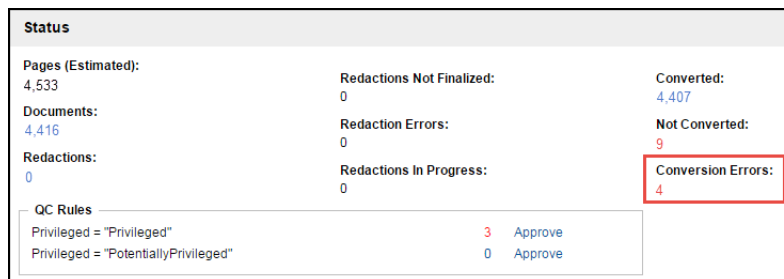 Status
Pages (Estimated):
4,533
Documents:
4,416
Redactions:
0
Redactions Not Finalized:
0
Redaction Errors:
0
Redactions In Progress:
0
Converted:
4,407
Not Converted:
9
Conversion Errors:
4
QC Rules
Privileged = "Privileged" 3 Approve
Privileged = "PotentiallyPrivileged" 0 Approve